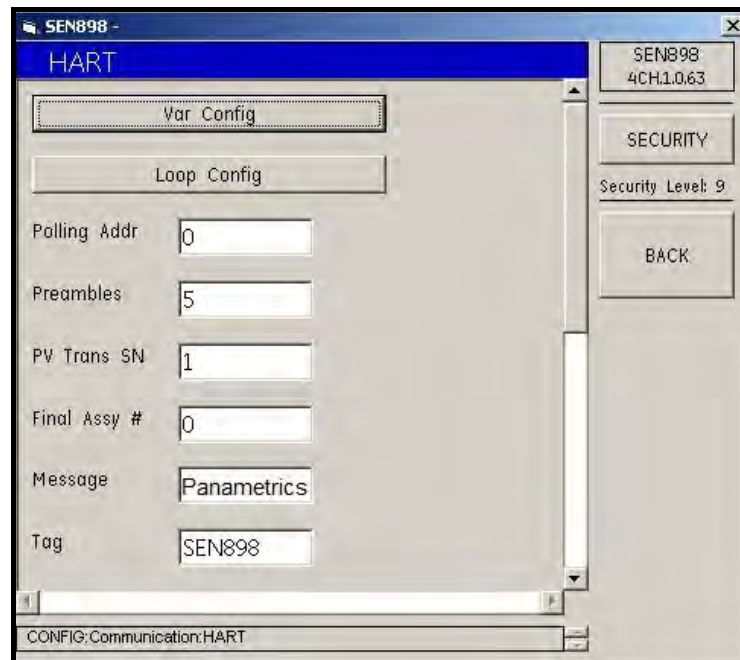 SEN898 -
HART
Var Config
Loop Config
Polling Addr
0
Preambles
5
PV Trans SN
1
Final Assy #
0
Message
Panametrics
Tag
SEN898
SEN898
4CH.1.0.63
SECURITY
Security Level: 9
BACK
CONFIG:Communication:HART